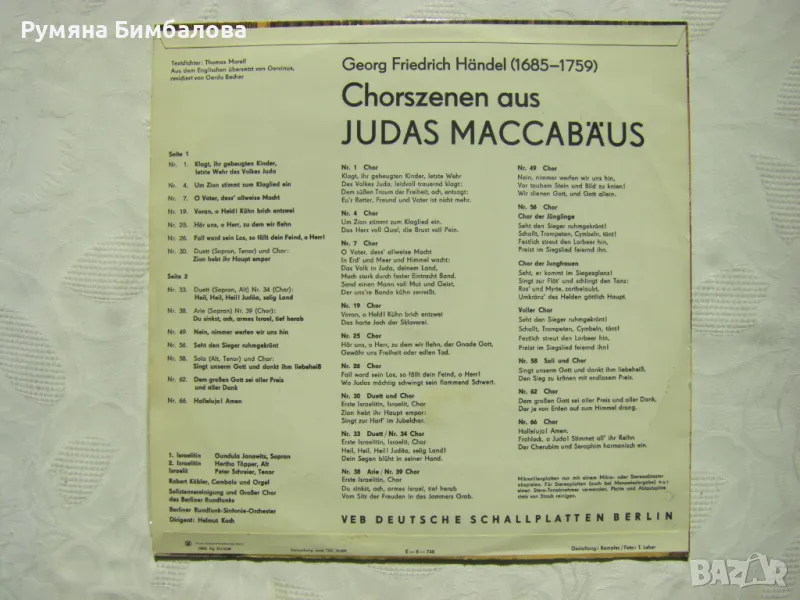 Румяна Бимбалова
Textdichter: Thomas Morell
Aus dem Englischen übersetzt von Gervinus,
revidiert von Gerda Becher
Georg Friedrich Händel (1685–1759)
Chorszenen aus
JUDAS MACCABÄUS
Seite 1
Nr. 1. Klagt, ihr gebeugten Kinder,
letzte Wehr des Volkes Juda
Nr. 4. Um Zion stimmt zum Klaglied ein
Nr. 7 O Vater, dess' allweise Macht
Nr. 19. Voran, o Held! Kühn brich entzwei
Nr. 25 Hör uns, o Herr, zu dem wir flehn
Nr. 26. Fall ward sein Los, so fällt dein Feind, o Herr!
Nr. 30. Duett (Sopran, Tenor) und Chor:
Zion hebt ihr Haupt empor
Seite 2
Nr. 33. Duett (Sopran, Alt) Nr. 34 (Chor):
Heil, Heil, Heil! Judäa, selig Land
Nr. 38. Arie (Sopran) Nr. 39 (Chor):
Du sinkst, ach, armes Israel, tief herab
Nr. 49. Nein, nimmer werfen wir uns hin
Nr. 56. Seht den Sieger ruhmgekrönt
Nr. 58. Solo (Alt, Tenor) und Chor:
Singt unserm Gott und dankt ihm liebeheiß
Nr. 62. Dem großen Gott sei aller Preis
und aller Dank
Nr. 66. Halleluja! Amen
1. Israelitin Gundula Janowitz, Sopran
2. Israelitin Hertha Töpper, Alt
Israelit Peter Schreier, Tenor
Robert Köbler, Cembalo und Orgel
Solistenvereinigung und Großer Chor
des Berliner Rundfunks
Berliner Rundfunk-Sinfonie-Orchester
Dirigent: Helmut Koch
Nr. 1 Chor
Klagt, ihr gebeugten Kinder, letzte Wehr
Des Volkes Juda, leidvoll trauernd klagt:
Dem süßen Traum der Freiheit, ach, entsagt:
Eu'r Retter, Freund und Vater ist nicht mehr.
Nr. 4 Chor
Um Zion stimmt zum Klaglied ein.
Das Herz voll Qual, die Brust voll Pein.
Nr. 7 Chor
O Vater, dess' allweise Macht
In Erd' und Meer und Himmel wacht:
Das Volk in Juda, deinem Land,
Mach stark durch fester Eintracht Band.
Send einen Mann voll Mut und Geist,
Der uns're Bande kühn zerreißt.
Nr. 19 Chor
Voran, o Held! Kühn brich entzwei
Das harte Joch der Sklaverei.
Nr. 25 Chor
Hör uns, o Herr, zu dem wir flehn, der Gnade Gott,
Gewähr uns Freiheit oder edlen Tod.
Nr. 26 Chor
Fall ward sein Los, so fällt dein Feind, o Herr!
Wo Judas mächtig schwingt sein flammend Schwert.
Nr. 30 Duett und Chor
Erste Israelitin, Israelit, Chor
Zion hebt ihr Haupt empor:
Singt zur Harf' im Jubelchor.
Nr. 33 Duett / Nr. 34 Chor
Erste Israelitin, Israelit, Chor
Heil, Heil, Heil! Judäa, selig Land!
Dein Segen blüht in seiner Hand.
Nr. 38 Arie / Nr. 39 Chor
Erste Israelitin, Chor
Du sinkst, ach, armes Israel, tief herab
Vom Sitz der Freuden in des Jammers Grab.
Nr. 49 Chor
Nein, nimmer werfen wir uns hin,
Vor tauhem Stein und Bild zu knien!
Wir dienen Gott, und Gott allein.
Nr. 56 Chor
Chor der Jünglinge
Seht den Sieger ruhmgekrönt!
Schallt, Trompeten, Cymbeln, tönt!
Festlich streut den Lorbeer hin,
Preist im Siegslied feiernd ihn.
Chor der Jungfrauen
Seht, er kommt im Siegesglanz!
Singt zur Flöt' und schlingt den Tanz:
Ros' und Myrte, zartbelaubt,
Umkränz' des Helden göttlich Haupt.
Voller Chor
Seht den Sieger ruhmgekrönt!
Schallt, Trompeten, Cymbeln, tönt!
Festlich streut den Lorbeer hin,
Preist im Siegslied feiernd ihn!
Nr. 58 Soli und Chor
Singt unserm Gott und dankt ihm liebeheiß,
Den Sieg zu krönen mit endlosem Preis.
Nr. 62 Chor
Dem großen Gott sei aller Preis und aller Dank,
Der je von Erden auf zum Himmel drang.
Nr. 66 Chor
Halleluja! Amen.
Frohlock, o Juda! Stimmet all' ihr Reihn
Der Cherubim und Seraphim harmonisch ein.
VEB DEUTSCHE SCHALLPLATTEN BERLIN
Gestaltung: Kempfer / Foto: T. Leher
BAZAR